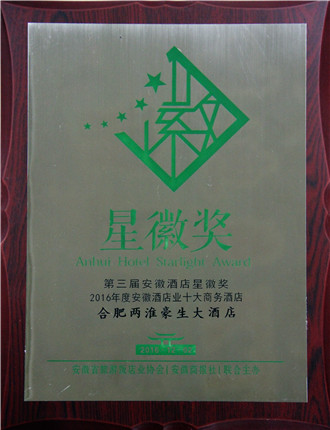 星徽奖
Anhui Hotel Starlight Award
第三届安徽酒店星徽奖
2016年度安徽酒店业十大商务酒店
合肥两淮豪生大酒店